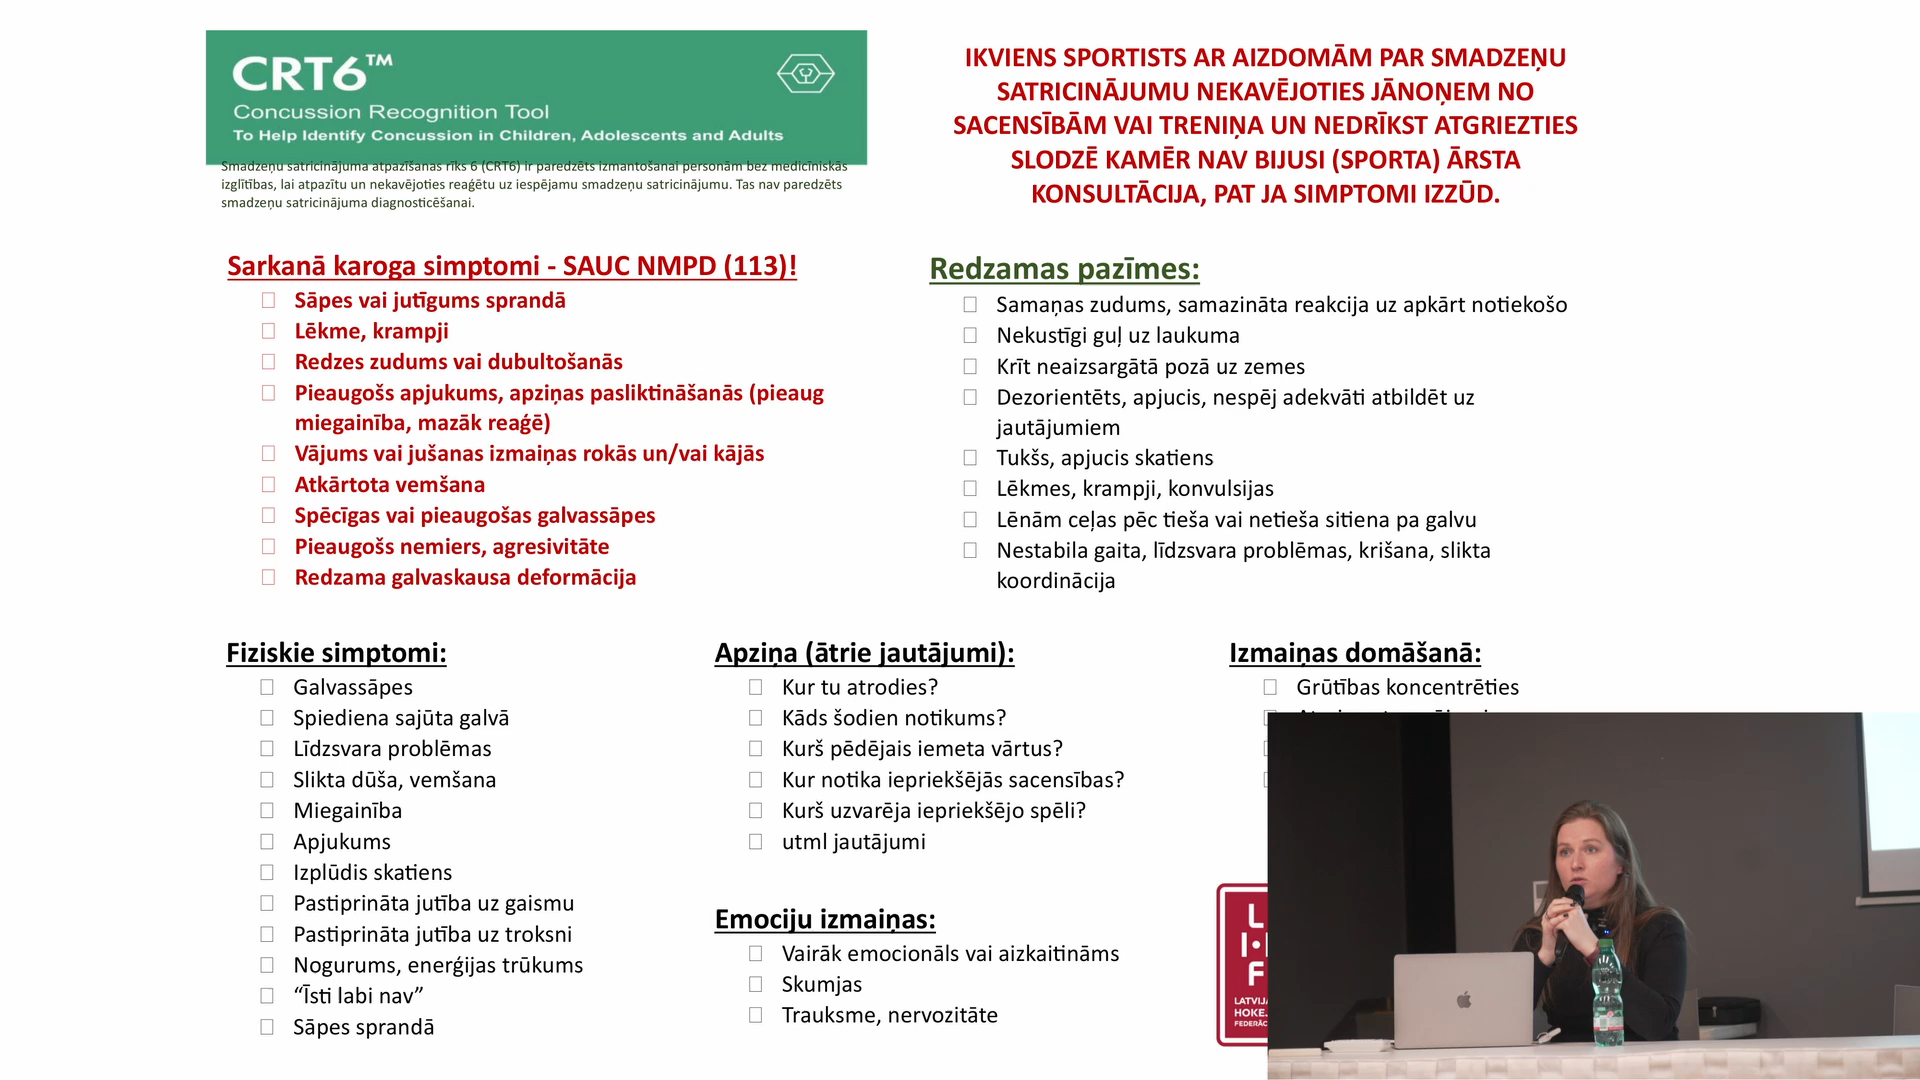 CRT6™
Concussion Recognition Tool
To Help Identify Concussion in Children, Adolescents and Adults
Smadzeņu satricinājuma atpazīšanas rīks 6 (CRT6) ir paredzēts izmantošanai personām bez medicīniskās
izglītības, lai atpazītu un nekavējoties reaģētu uz iespējamu smadzeņu satricinājumu. Tas nav paredzēts
smadzeņu satricinājuma diagnosticēšanai.
IKVIENS SPORTISTS AR AIZDOMĀM PAR SMADZEŅU
SATRICINĀJUMU NEKAVĒJOTIES JĀNOŅEM NO
SACENSĪBĀM VAI TRENIŅA UN NEDRĪKST ATGRIEZTIES
SLODZĒ KAMĒR NAV BIJUSI (SPORTA) ĀRSTA
KONSULTĀCIJA, PAT JA SIMPTOMI IZZŪD.
Sarkanā karoga simptomi - SAUC NMPD (113)!
Sāpes vai jutīgums sprandā
Lēkme, krampji
Redzes zudums vai dubultošanās
Pieaugošs apjukums, apziņas pasliktināšanās (pieaug
miegainība, mazāk reaģē)
Vājums vai jušanas izmaiņas rokās un/vai kājās
Atkārtota vemšana
Spēcīgas vai pieaugošas galvassāpes
Pieaugošs nemiers, agresivitāte
Redzama galvaskausa deformācija
Redzamas pazīmes:
Samaņas zudums, samazināta reakcija uz apkārt notiekošo
Nekustīgi guļ uz laukuma
Krīt neaizsargātā pozā uz zemes
Dezorientēts, apjucis, nespēj adekvāti atbildēt uz
jautājumiem
Tukšs, apjucis skatiens
Lēkmes, krampji, konvulsijas
Lēnām ceļas pēc tieša vai netieša sitiena pa galvu
Nestabila gaita, līdzsvara problēmas, krišana, slikta
koordinācija
Fiziskie simptomi:
Galvassāpes
Spiediena sajūta galvā
Līdzsvara problēmas
Slikta dūša, vemšana
Miegainība
Apjukums
Izplūdis skatiens
Pastiprināta jutība uz gaismu
Pastiprināta jutība uz troksni
Nogurums, enerģijas trūkums
“Īsti labi nav”
Sāpes sprandā
Apziņa (ātrie jautājumi):
Kur tu atrodies?
Kāds šodien notikums?
Kurš pēdējais iemeta vārtus?
Kur notika iepriekšējās sacensības?
Kurš uzvarēja iepriekšējo spēli?
utml jautājumi
Emociju izmaiņas:
Vairāk emocionāls vai aizkaitināms
Skumjas
Trauksme, nervozitāte
Izmaiņas domāšanā:
Grūtības koncentrēties
L
F
LATVIJA
HOKE
FEDERĀC